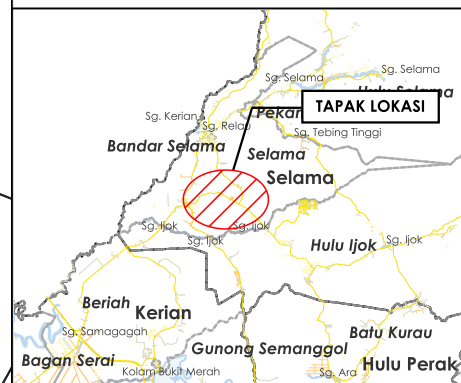 Sg. Selama
Sg. Selama
Hulu Selama
Pekan
TAPAK LOKASI
Sg. Kerian
Sg. Relau
Sg. Tebing Tinggi
Bandar Selama
Selama
Selama
Sg. Ijok
Sg. Ijok
Sg. Ijok
Hulu Ijok
Sg. Ijok
Beriah
Kerian
Sg. Samagagah
Batu Kurau
Gunong Semanggol
Bagan Serai
Kolam Bukit Merah
Sg. Ara
Hulu Perak